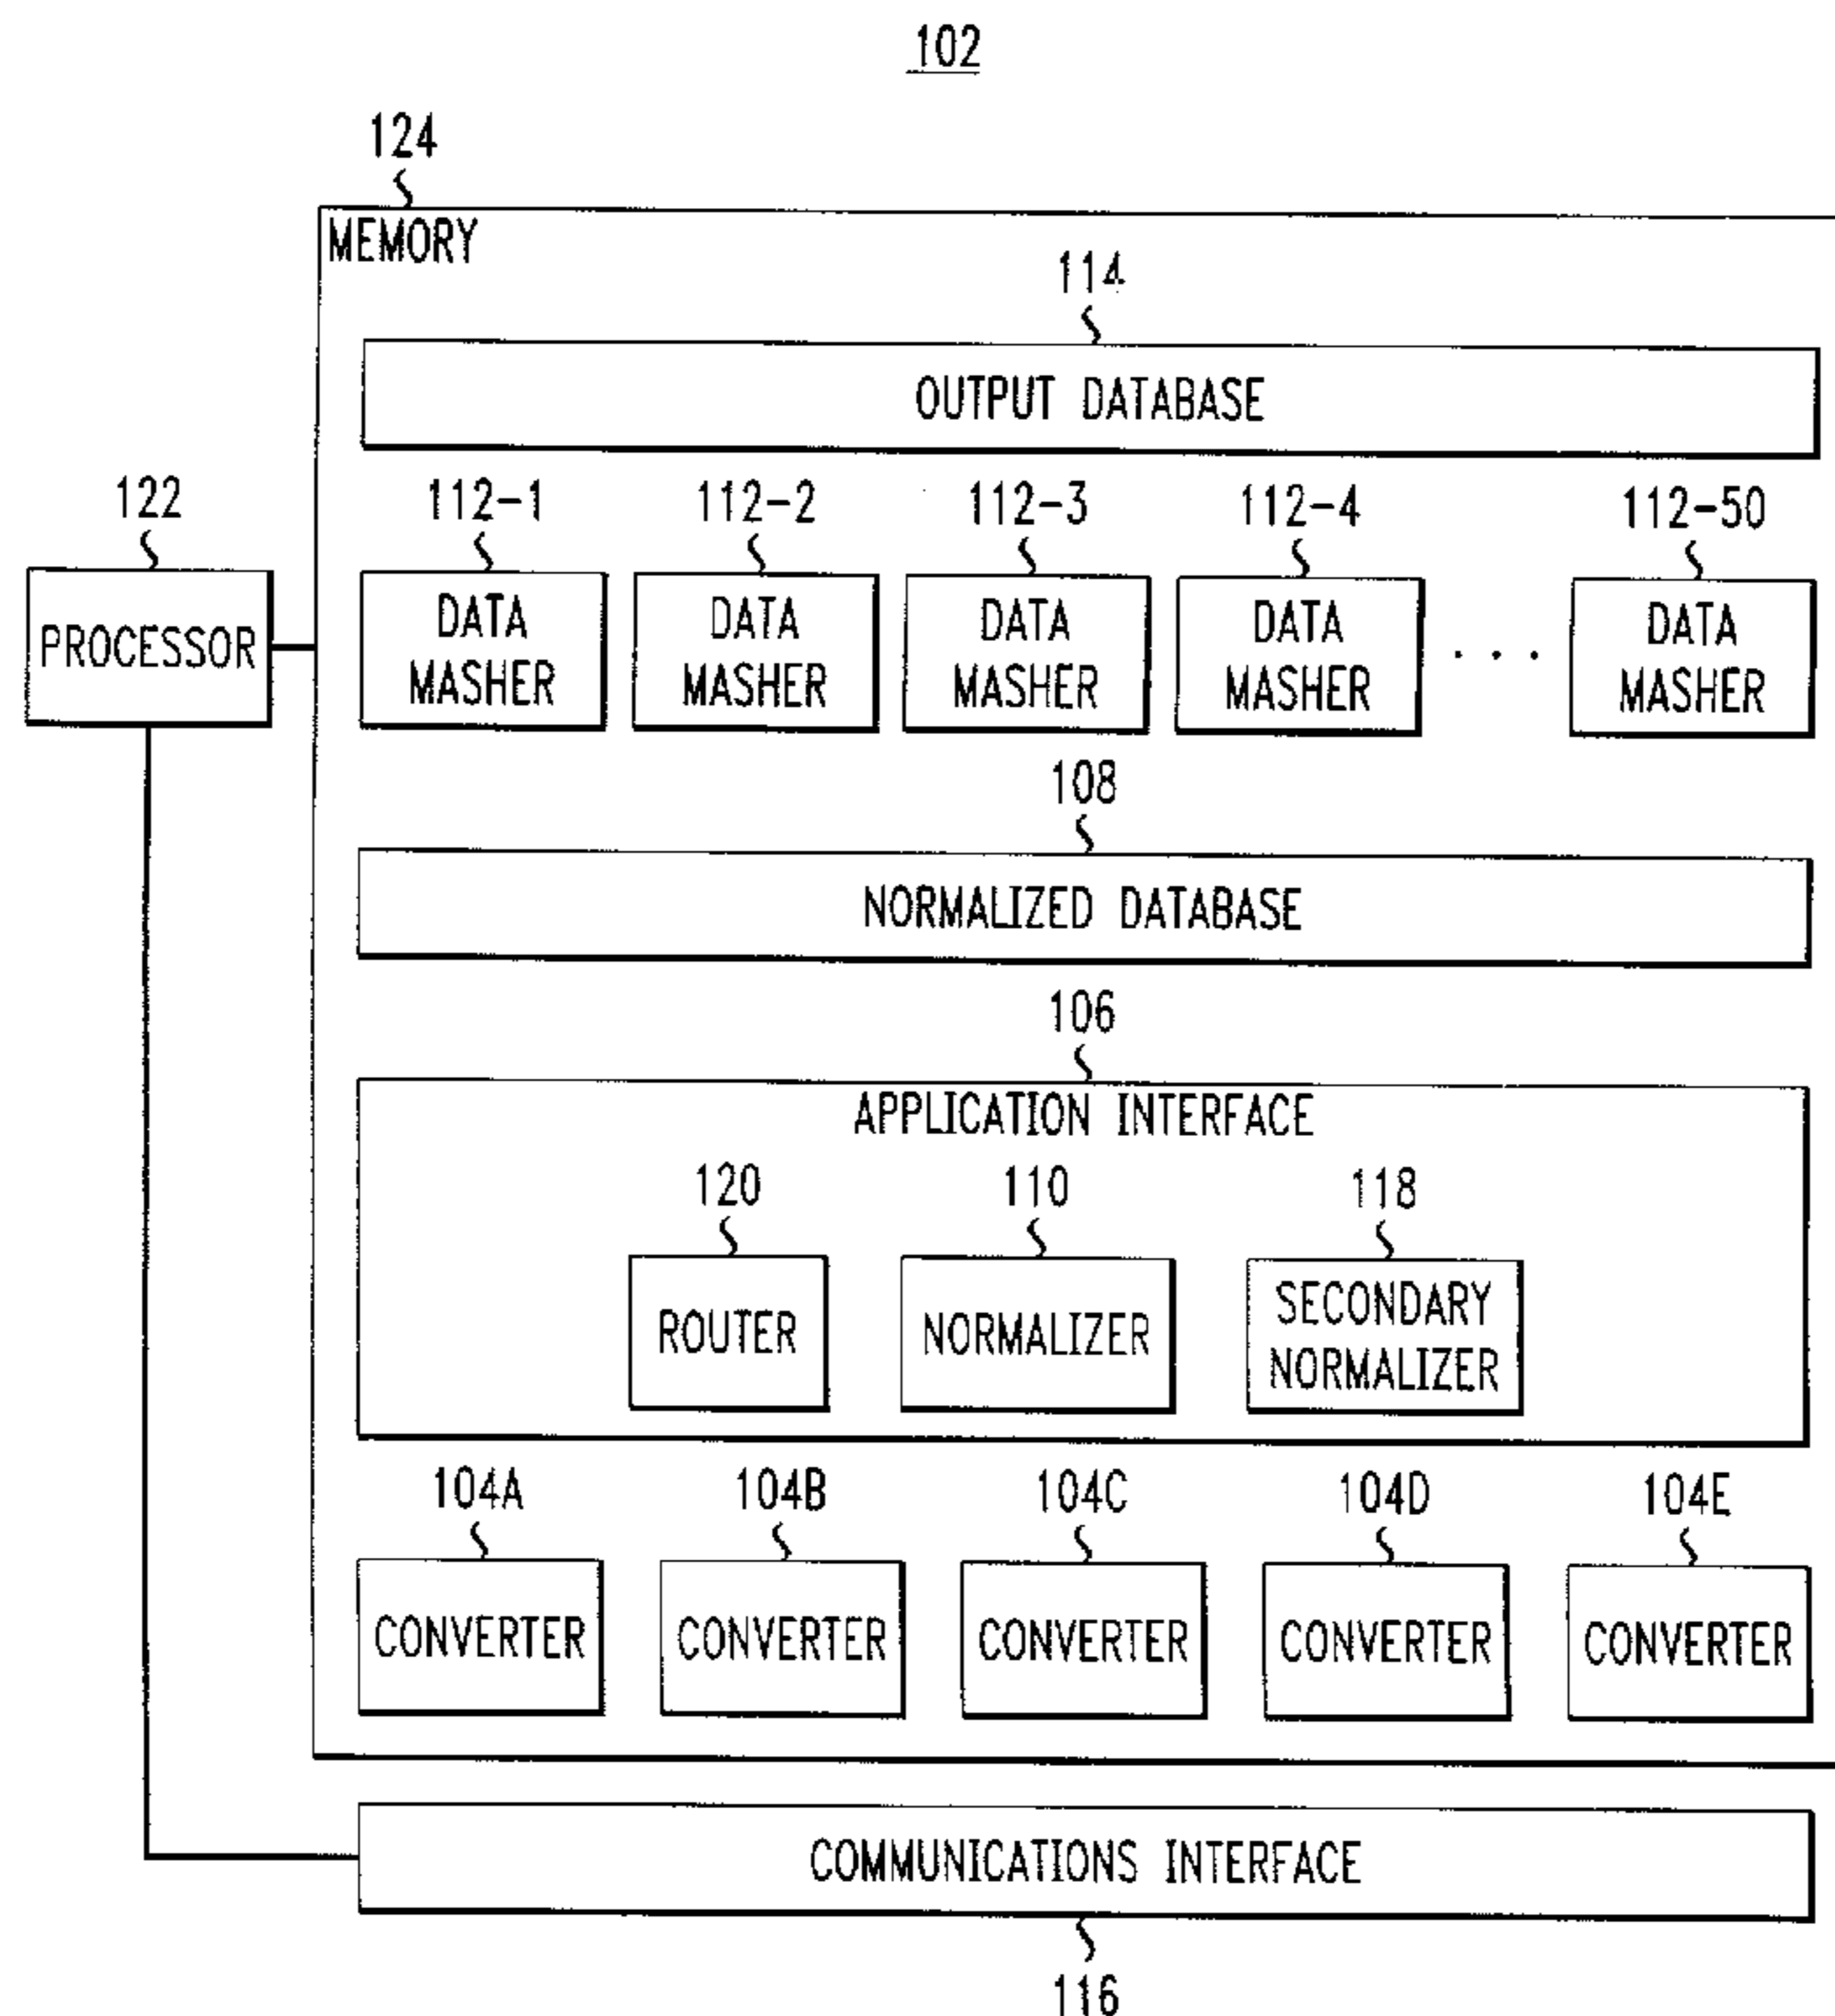 102
124
MEMORY
114
OUTPUT DATABASE
122
112-1 112-2 112-3 112-4 112-50
PROCESSOR
DATA MASHER
DATA MASHER
DATA MASHER
DATA MASHER
. . .
DATA MASHER
108
NORMALIZED DATABASE
106
APPLICATION INTERFACE
120 110 118
ROUTER
NORMALIZER
SECONDARY
NORMALIZER
104A 104B 104C 104D 104E
CONVERTER CONVERTER CONVERTER CONVERTER CONVERTER
COMMUNICATIONS INTERFACE
116